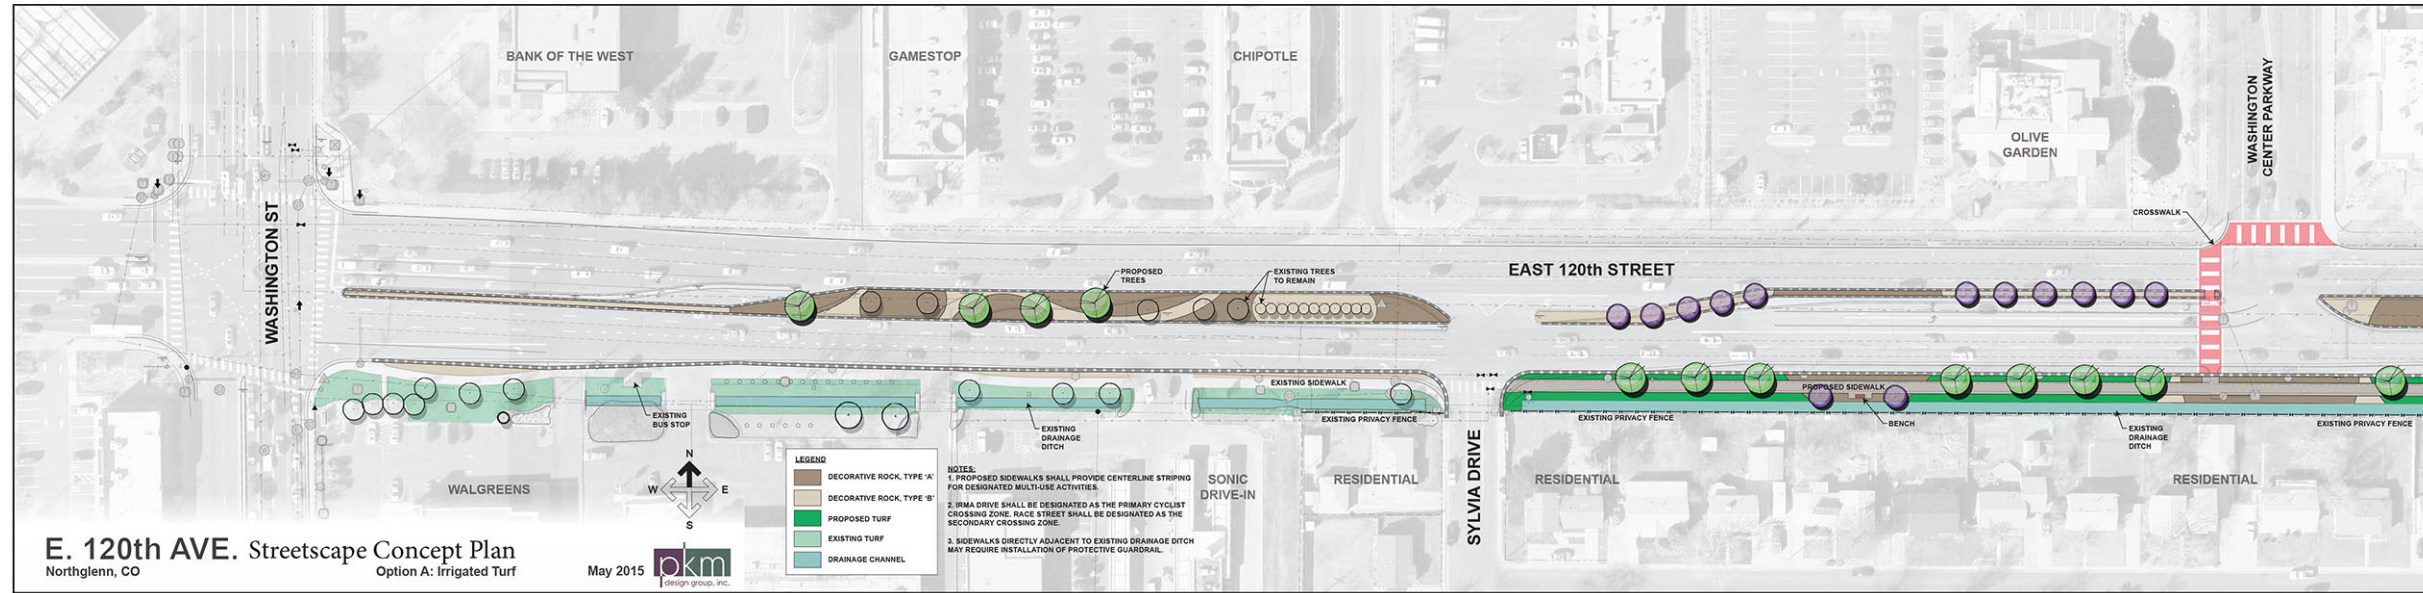 BANK OF THE WEST
GAMESTOP
CHIPOTLE
OLIVE
GARDEN
WASHINGTON
CENTER PARKWAY
CROSSWALK
WASHINGTON ST
PROPOSED
TREES
EXISTING TREES
TO REMAIN
EAST 120th STREET
EXISTING SIDEWALK
PROPOSED SIDEWALK
EXISTING
BUS STOP
EXISTING
DRAINAGE
DITCH
EXISTING PRIVACY FENCE
EXISTING PRIVACY FENCE
BENCH
EXISTING
DRAINAGE
DITCH
EXISTING PRIVACY FENCE
WALGREENS
N
W
E
S
SONIC
DRIVE-IN
RESIDENTIAL
SYLVIA DRIVE
RESIDENTIAL
RESIDENTIAL
LEGEND
DECORATIVE ROCK, TYPE 'A'
DECORATIVE ROCK, TYPE 'B'
PROPOSED TURF
EXISTING TURF
DRAINAGE CHANNEL
NOTES:
1. PROPOSED SIDEWALKS SHALL PROVIDE CENTERLINE STRIPING
FOR DESIGNATED MULTI-USE ACTIVITIES.
2. IRMA DRIVE SHALL BE DESIGNATED AS THE PRIMARY CYCLIST
CROSSING ZONE. RACE STREET SHALL BE DESIGNATED AS THE
SECONDARY CROSSING ZONE.
3. SIDEWALKS DIRECTLY ADJACENT TO EXISTING DRAINAGE DITCH
MAY REQUIRE INSTALLATION OF PROTECTIVE GUARDRAIL.
E. 120th AVE. Streetscape Concept Plan
Northglenn, CO
Option A: Irrigated Turf
May 2015
pkm
design group, inc.